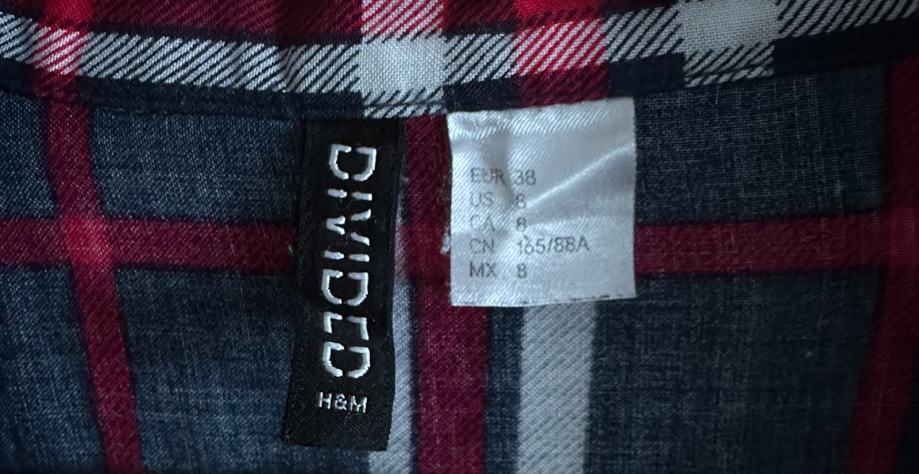 DIVIDED
H&M
EUR 38
US 8
CA 8
CN 165/88A
MX 8